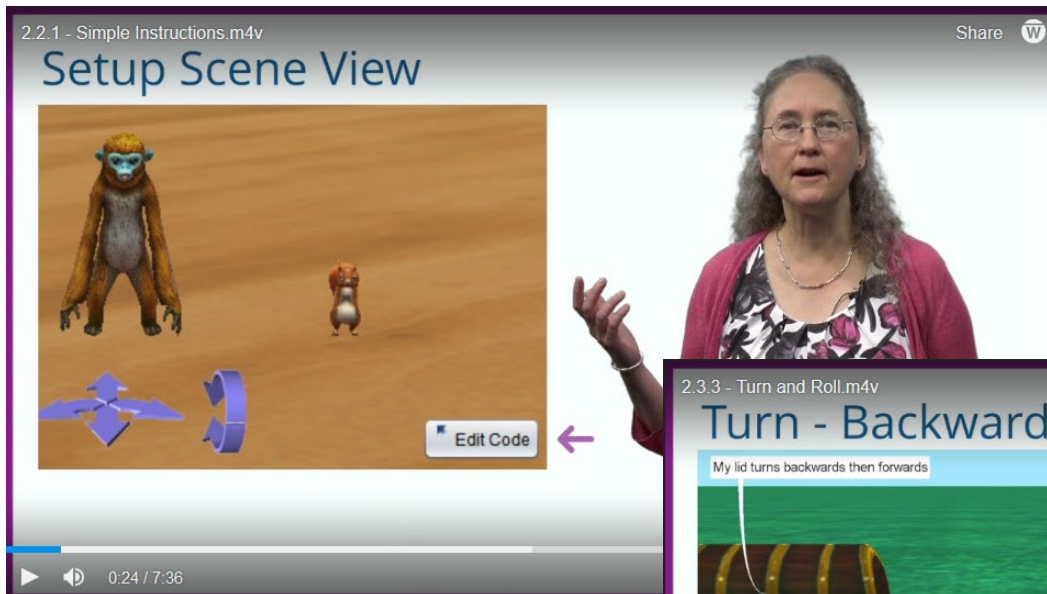 2.2.1 - Simple Instructions.m4v
Share
W
Setup Scene View
Edit Code
0:24 / 7:36
2.3.3 - Turn and Roll.m4v
Turn - Backward
My lid turns backwards then forwards